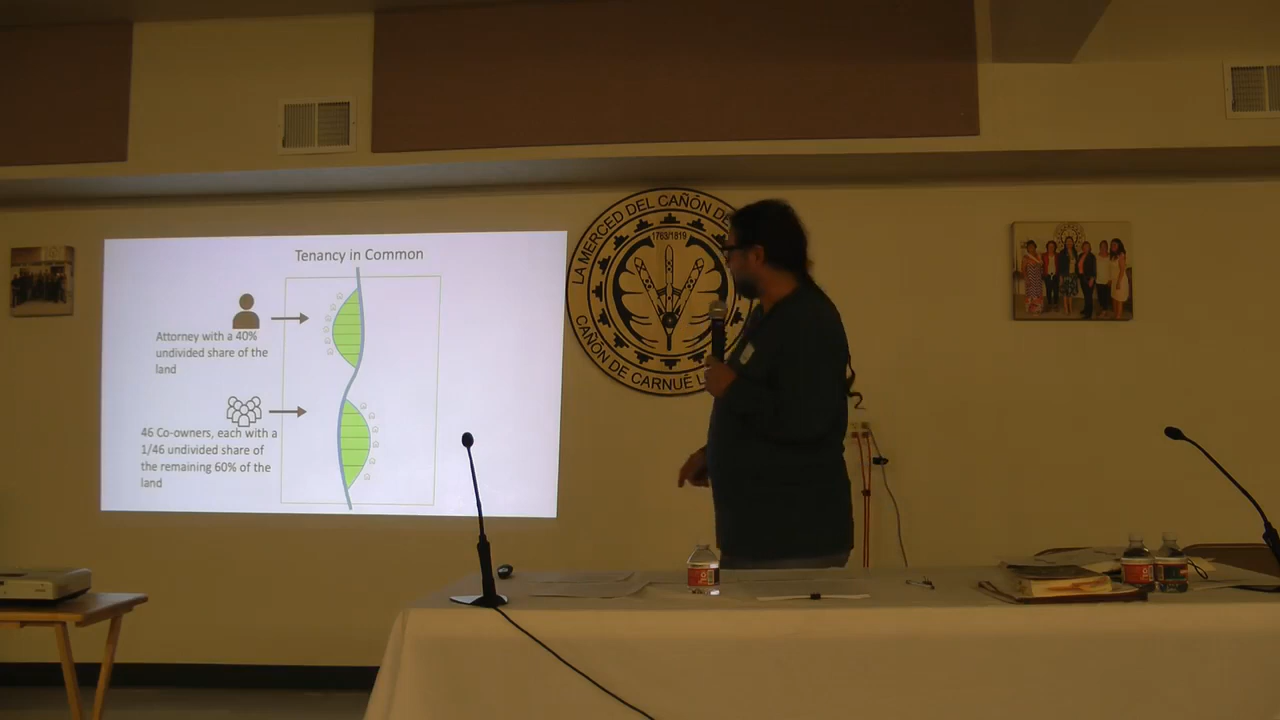 Tenancy in Common
Attorney with a 40%
undivided share of the
land
46 Co-owners, each with a
1/46 undivided share of
the remaining 60% of the
land
LA MERCED DEL CAÑÓN DE
1763/1819
CAÑON DE CARNUÉ